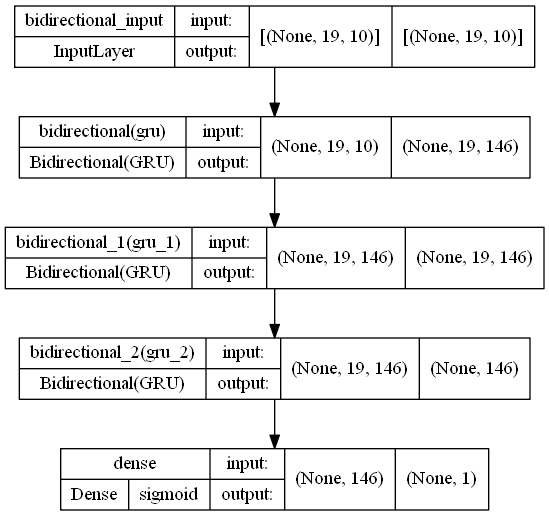 bidirectional_input input: [(None, 19, 10)] [(None, 19, 10)]
InputLayer output:
bidirectional(gru) input: (None, 19, 10) (None, 19, 146)
Bidirectional(GRU) output:
bidirectional_1(gru_1) input: (None, 19, 146) (None, 19, 146)
Bidirectional(GRU) output:
bidirectional_2(gru_2) input: (None, 19, 146) (None, 146)
Bidirectional(GRU) output:
dense input: (None, 146) (None, 1)
Dense sigmoid output: